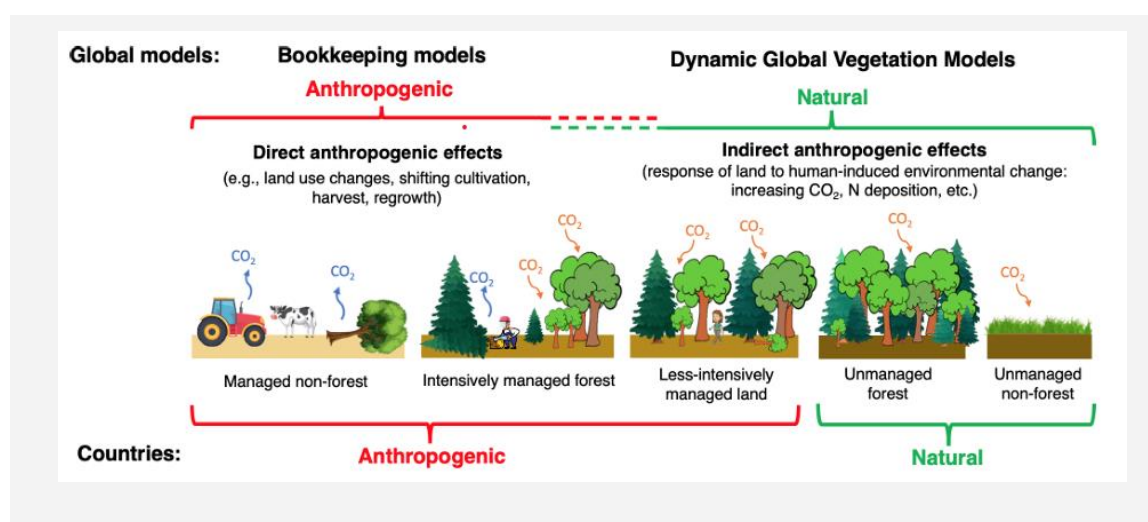 Global models:
Bookkeeping models
Dynamic Global Vegetation Models
Anthropogenic
Natural
Direct anthropogenic effects
(e.g., land use changes, shifting cultivation,
harvest, regrowth)
Indirect anthropogenic effects
(response of land to human-induced environmental change:
increasing CO₂, N deposition, etc.)
CO₂
CO₂
CO₂
CO₂
CO₂
CO₂
CO₂
CO₂
CO₂
Managed non-forest
Intensively managed forest
Less-intensively
managed land
Unmanaged
forest
Unmanaged
non-forest
Countries:
Anthropogenic
Natural